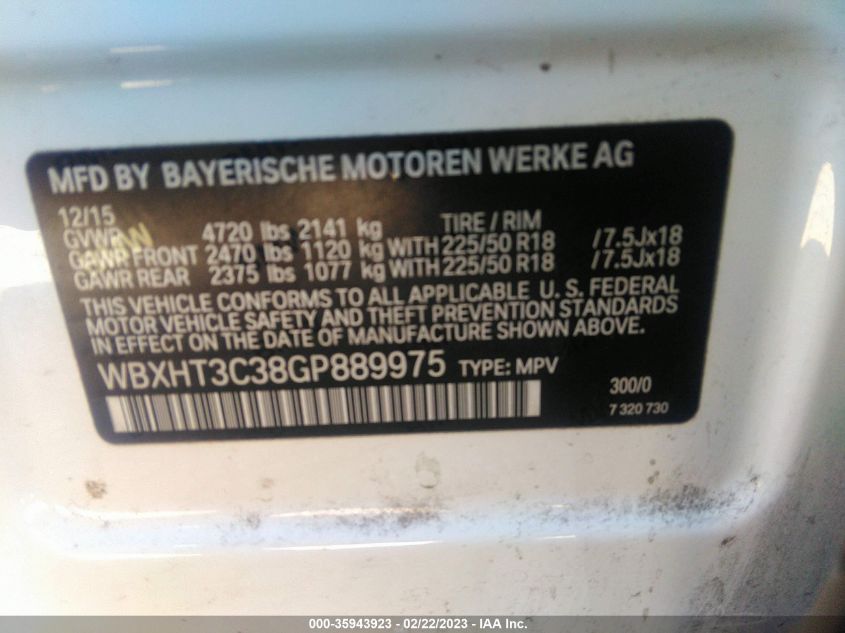 MFD BY BAYERISCHE MOTOREN WERKE AG
12/15
GVWR 4720 lbs 2141 kg TIRE / RIM
GAWR FRONT 2470 lbs 1120 kg WITH 225/50 R18 /7.5Jx18
GAWR REAR 2375 lbs 1077 kg WITH 225/50 R18 /7.5Jx18
THIS VEHICLE CONFORMS TO ALL APPLICABLE U. S. FEDERAL
MOTOR VEHICLE SAFETY AND THEFT PREVENTION STANDARDS
IN EFFECT ON THE DATE OF MANUFACTURE SHOWN ABOVE.
WBXHT3C38GP889975 TYPE: MPV
300/0
7 320 730
000-35943923 - 02/22/2023 - IAA Inc.